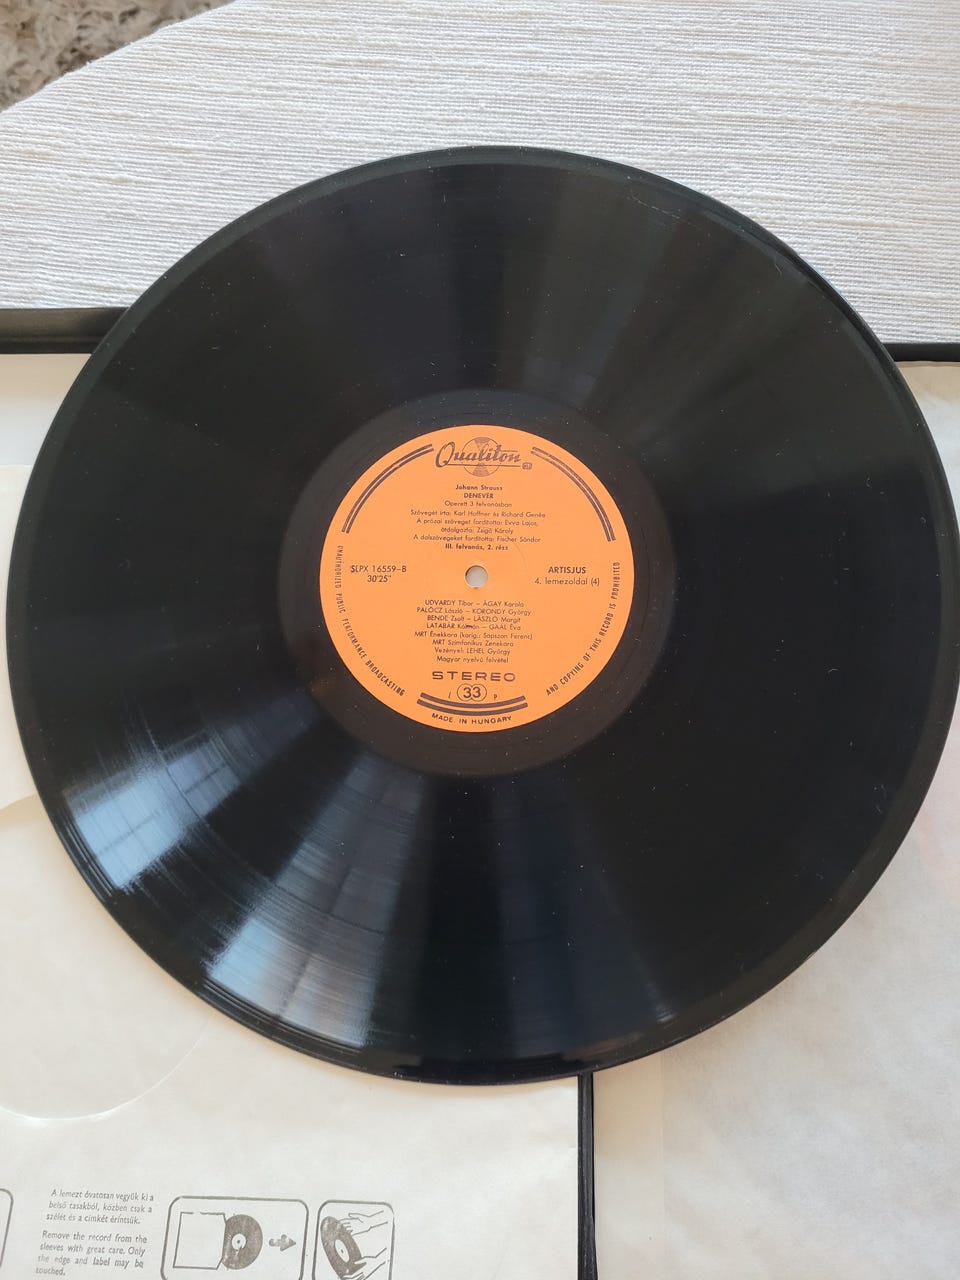 Qualiton
Johann Strauss
DENEVÉR
Operett 3 felvonásban
Szövegét írta: Karl Haffner és Richard Genée
A prózai szöveget fordította: Evva Lajos,
átdolgozta: Zsigó Károly
A dalszövegeket fordította: Fischer Sándor
III. felvonás, 2. rész
SLPX 16559–B
30'25"
ARTISJUS
4. lemezoldal (4)
UDVARDY Tibor – ÁGAY Karola
PALÓCZ László – KORONDY György
BENDE Zsolt – LÁSZLÓ Margit
LATABÁR Kálmán – GAÁL Éva
MRT Énekkara (karig.: Sapszon Ferenc)
MRT Szimfonikus Zenekara
Vezényel: LEHEL György
Magyar nyelvű felvétel
STEREO
L 33 P
MADE IN HUNGARY
UNAUTHORIZED PUBLIC PERFORMANCE BROADCASTING
AND COPYING OF THIS RECORD IS PROHIBITED
A lemezt óvatosan vegyük ki a
belső tasakból, közben csak a
szélét és a cimkét érintsük.
Remove the record from the
sleeves with great care. Only
the edge and label may be
touched.